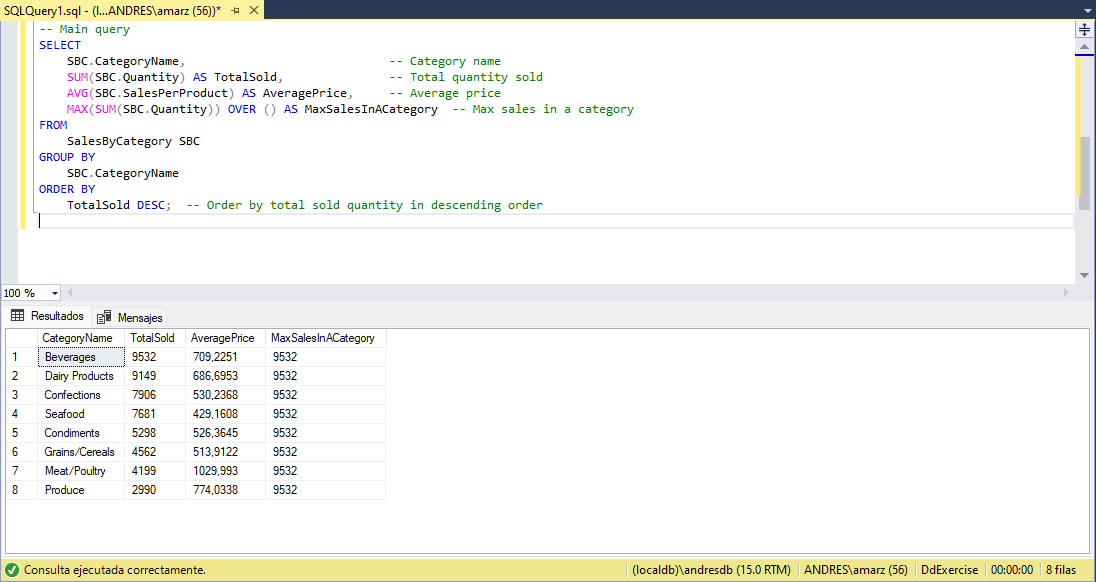 SQLQuery1.sql - (l...ANDRES\amarz (56))*
-- Main query
SELECT
SBC.CategoryName, -- Category name
SUM(SBC.Quantity) AS TotalSold, -- Total quantity sold
AVG(SBC.SalesPerProduct) AS AveragePrice, -- Average price
MAX(SUM(SBC.Quantity)) OVER () AS MaxSalesInACategory -- Max sales in a category
FROM
SalesByCategory SBC
GROUP BY
SBC.CategoryName
ORDER BY
TotalSold DESC; -- Order by total sold quantity in descending order
100 %
Resultados Mensajes
CategoryName TotalSold AveragePrice MaxSalesInACategory
1 Beverages 9532 709,2251 9532
2 Dairy Products 9149 686,6953 9532
3 Confections 7906 530,2368 9532
4 Seafood 7681 429,1608 9532
5 Condiments 5298 526,3645 9532
6 Grains/Cereals 4562 513,9122 9532
7 Meat/Poultry 4199 1029,993 9532
8 Produce 2990 774,0338 9532
Consulta ejecutada correctamente. (localdb)\andresdb (15.0 RTM) ANDRES\amarz (56) DdExercise 00:00:00 8 filas